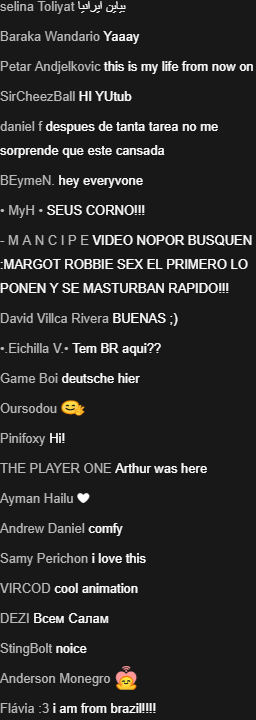 selina Toliyat بیاین ایرانیا
Baraka Wandario Yaaay
Petar Andjelkovic this is my life from now on
SirCheezBall HI YUtub
daniel f despues de tanta tarea no me
sorprende que este cansada
BEymeN. hey everyvone
• MyH • SEUS CORNO!!!
- M A N C I P E VIDEO NOPOR BUSQUEN
:MARGOT ROBBIE SEX EL PRIMERO LO
PONEN Y SE MASTURBAN RAPIDO!!!
David Villca Rivera BUENAS ;)
•.Eichilla V.• Tem BR aqui??
Game Boi deutsche hier
Oursodou
Pinifoxy Hi!
THE PLAYER ONE Arthur was here
Ayman Hailu
Andrew Daniel comfy
Samy Perichon i love this
VIRCOD cool animation
DEZI Всем Салам
StingBolt noice
Anderson Monegro
Flávia :3 i am from brazil!!!!